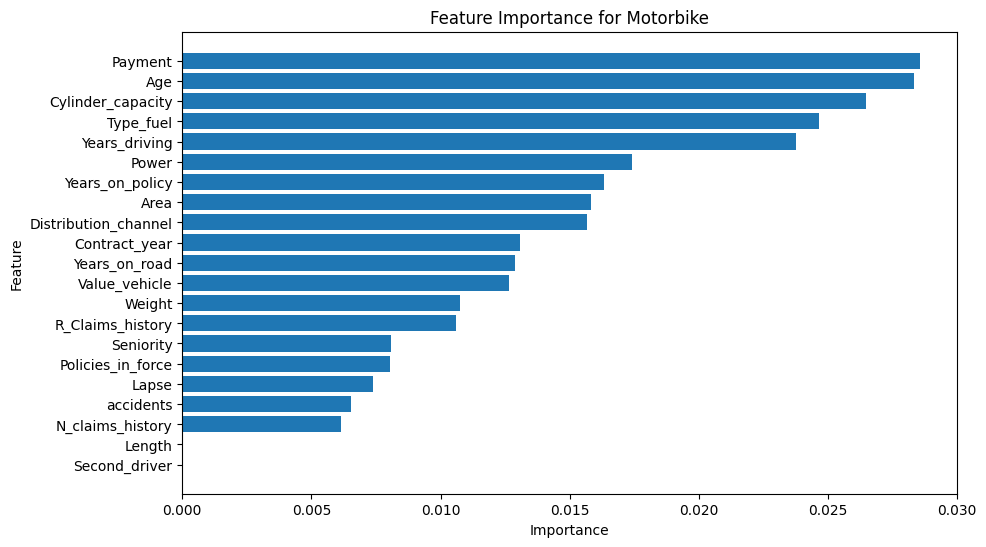 Feature Importance for Motorbike
Feature
Payment
Age
Cylinder_capacity
Type_fuel
Years_driving
Power
Years_on_policy
Area
Distribution_channel
Contract_year
Years_on_road
Value_vehicle
Weight
R_Claims_history
Seniority
Policies_in_force
Lapse
accidents
N_claims_history
Length
Second_driver
0.000 0.005 0.010 0.015 0.020 0.025 0.030
Importance